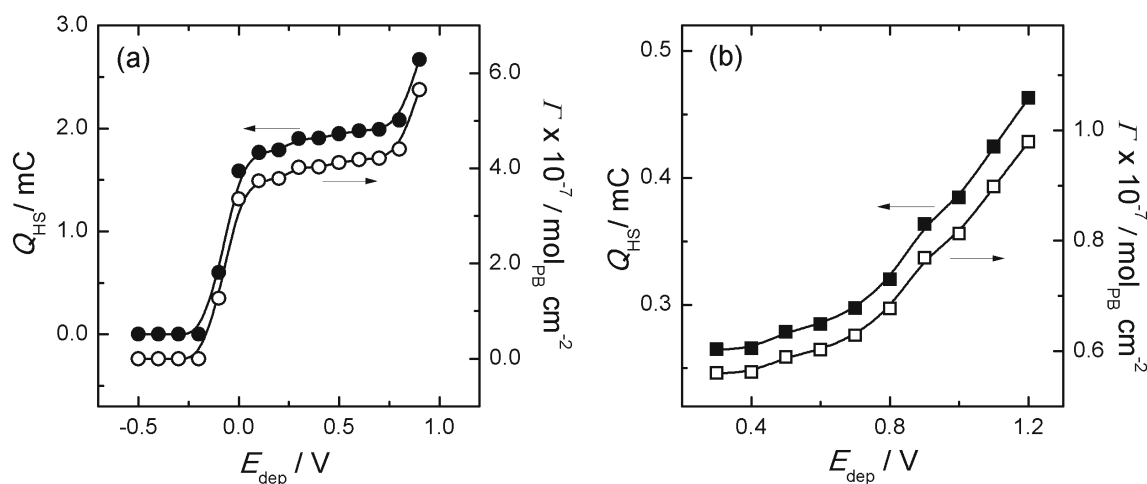 (a)
3.0
2.0
1.0
0.0
Q_HS / mC
6.0
4.0
2.0
0.0
Γ x 10^-7 / mol_PB cm^-2
-0.5
0.0
0.5
1.0
E_dep / V
(b)
0.5
0.4
0.3
Q_HS / mC
1.0
0.8
0.6
Γ x 10^-7 / mol_PB cm^-2
0.4
0.8
1.2
E_dep / V